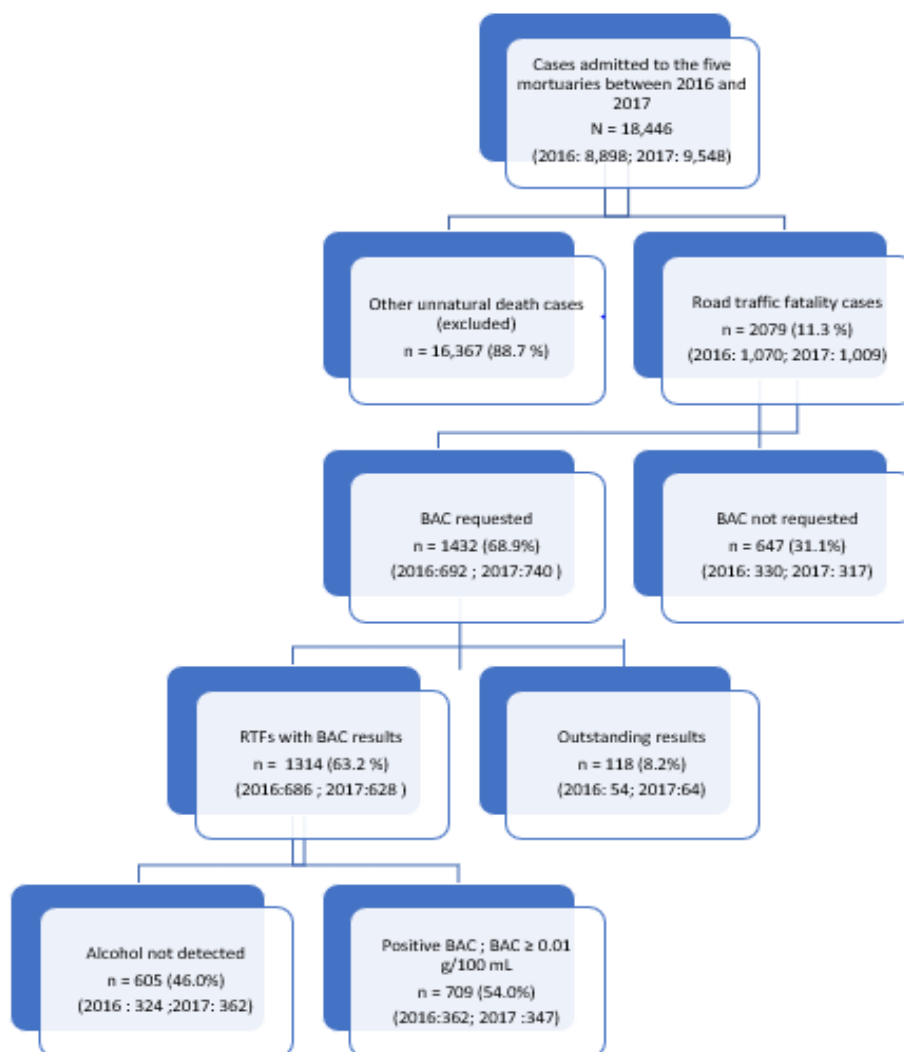 Cases admitted to the five
mortuaries between 2016 and
2017
N = 18,446
(2016: 8,898; 2017: 9,548)
Other unnatural death cases
(excluded)
n = 16,367 (88.7 %)
Road traffic fatality cases
n = 2079 (11.3 %)
(2016: 1,070; 2017: 1,009)
BAC requested
n = 1432 (68.9%)
(2016:692 ; 2017:740 )
BAC not requested
n = 647 (31.1%)
(2016: 330; 2017: 317)
RTFs with BAC results
n = 1314 (63.2 %)
(2016:686 ; 2017:628 )
Outstanding results
n = 118 (8.2%)
(2016: 54; 2017:64)
Alcohol not detected
n = 605 (46.0%)
(2016 : 324 ;2017: 362)
Positive BAC ; BAC ≥ 0.01
g/100 mL
n = 709 (54.0%)
(2016:362; 2017 :347)